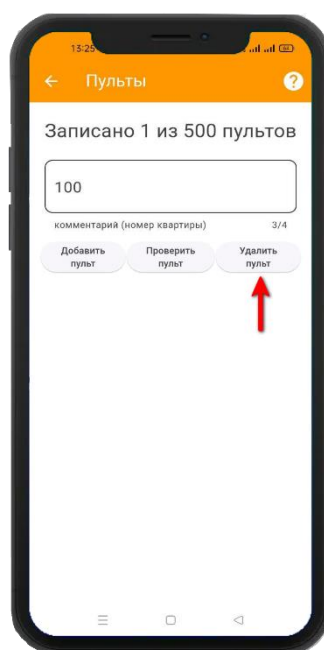 13:25
Пульты
?
Записано 1 из 500 пультов
100
комментарий (номер квартиры) 3/4
Добавить пульт Проверить пульт Удалить пульт